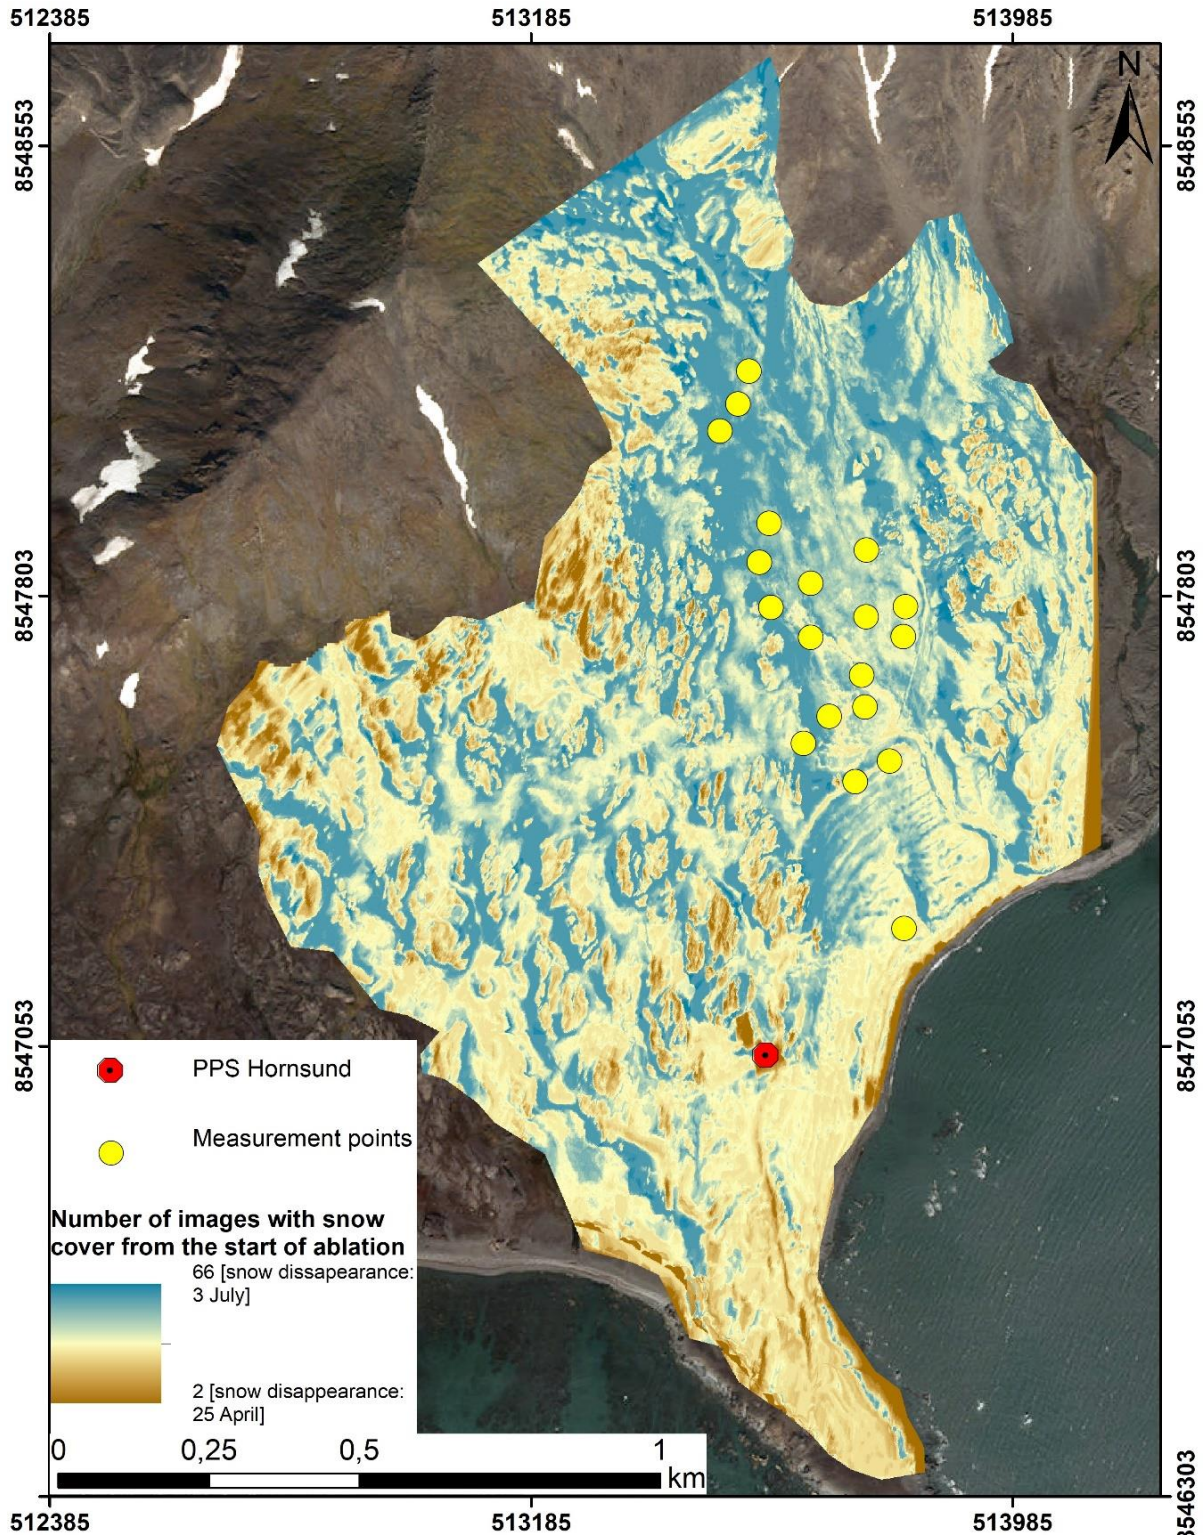 512385 513185 513985
N
8548553 8548553
8547803 8547803
8547053 8547053
PPS Hornsund
Measurement points
Number of images with snow
cover from the start of ablation
66 [snow dissapearance:
3 July]
2 [snow disappearance:
25 April]
0 0,25 0,5 1
km
8546303
512385 513185 513985